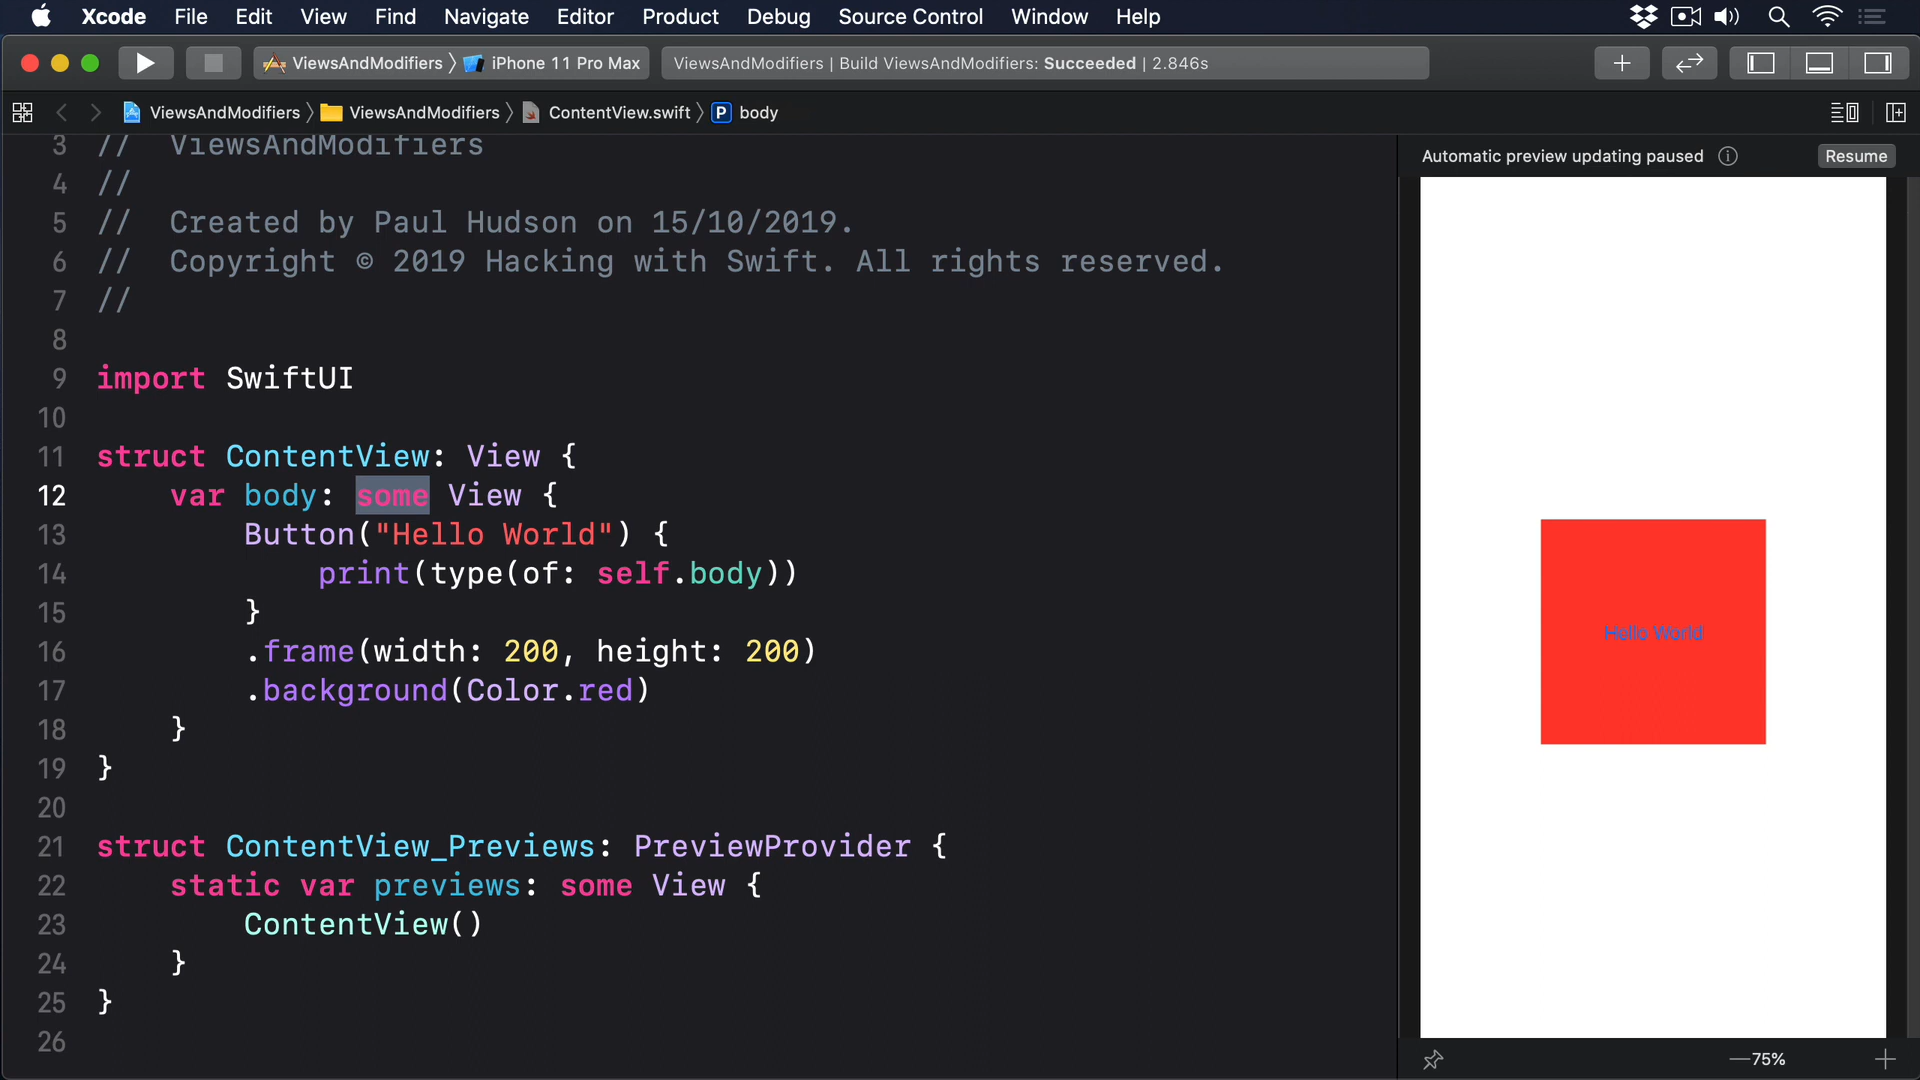 Xcode File Edit View Find Navigate Editor Product Debug Source Control Window Help
ViewsAndModifiers iPhone 11 Pro Max ViewsAndModifiers | Build ViewsAndModifiers: Succeeded | 2.846s
ViewsAndModifiers ViewsAndModifiers ContentView.swift P body
Automatic preview updating paused Resume
3 // ViewsAndModifiers
4 //
5 // Created by Paul Hudson on 15/10/2019.
6 // Copyright © 2019 Hacking with Swift. All rights reserved.
7 //
8
9 import SwiftUI
10
11 struct ContentView: View {
12 var body: some View {
13 Button("Hello World") {
14 print(type(of: self.body))
15 }
16 .frame(width: 200, height: 200)
17 .background(Color.red)
18 }
19 }
20
21 struct ContentView_Previews: PreviewProvider {
22 static var previews: some View {
23 ContentView()
24 }
25 }
26
Hello World
75%